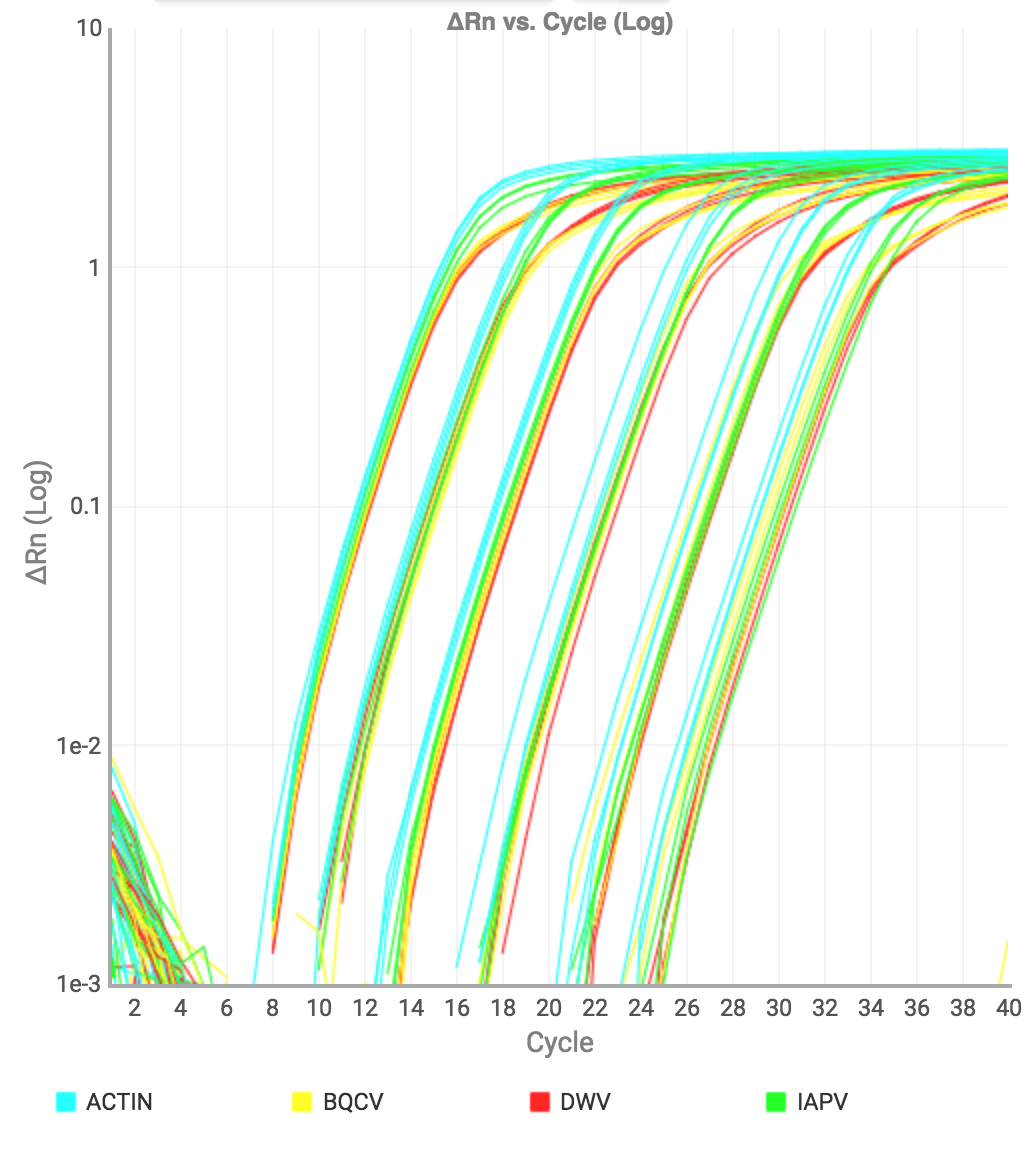 ΔRn vs. Cycle (Log)
10
1
0.1
1e-2
1e-3
ΔRn (Log)
2 4 6 8 10 12 14 16 18 20 22 24 26 28 30 32 34 36 38 40
Cycle
ACTIN BQCV DWV IAPV